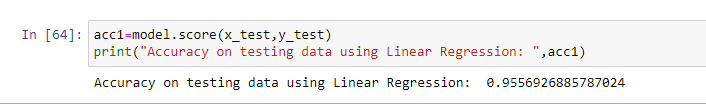 In [64]: acc1=model.score(x_test,y_test)
print("Accuracy on testing data using Linear Regression: ",acc1)
Accuracy on testing data using Linear Regression:  0.9556926885787024